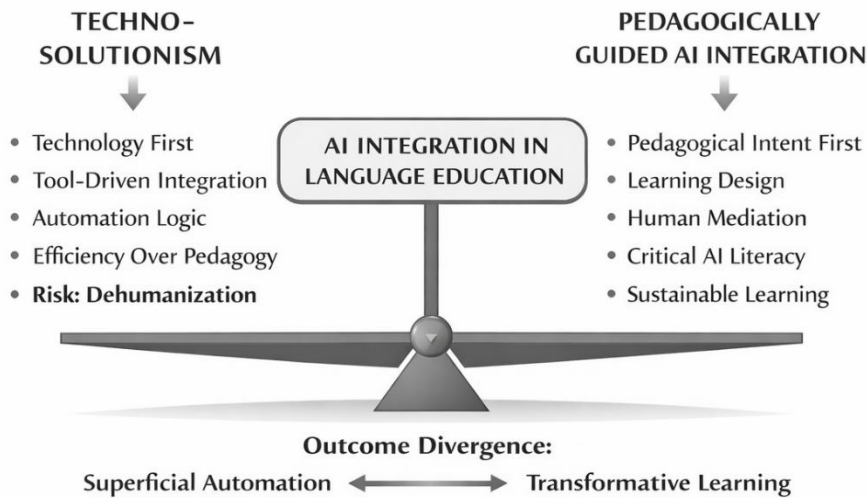 TECHNO-
SOLUTIONISM
• Technology First
• Tool-Driven Integration
• Automation Logic
• Efficiency Over Pedagogy
• Risk: Dehumanization
AI INTEGRATION IN
LANGUAGE EDUCATION
PEDAGOGICALLY
GUIDED AI INTEGRATION
• Pedagogical Intent First
• Learning Design
• Human Mediation
• Critical AI Literacy
• Sustainable Learning
Outcome Divergence:
Superficial Automation
Transformative Learning